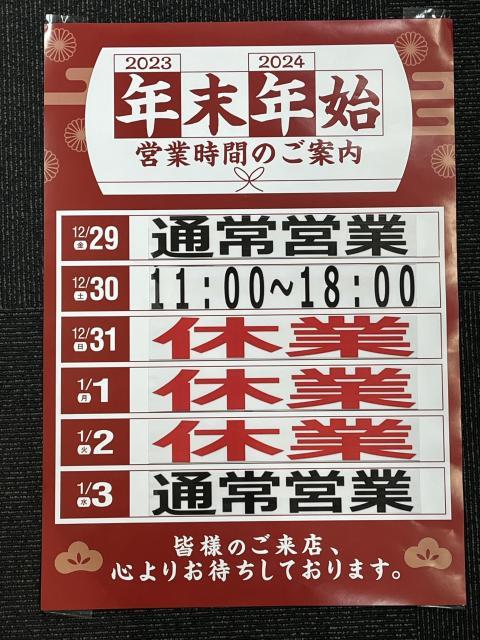 2023 2024
年末年始
営業時間のご案内
12/29 金 通常営業
12/30 土 11:00~18:00
12/31 日 休業
1/1 月 休業
1/2 火 休業
1/3 水 通常営業
皆様のご来店、
心よりお待ちしております。